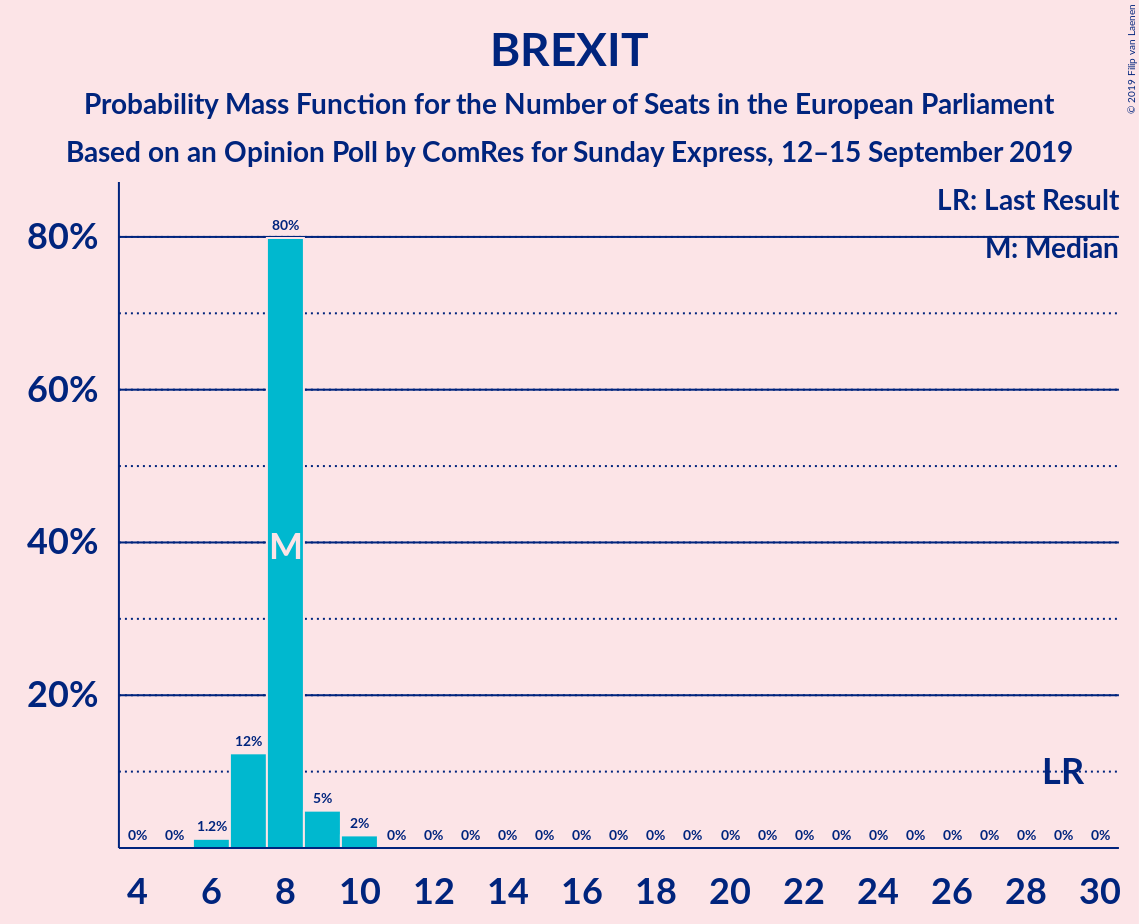 BREXIT
Probability Mass Function for the Number of Seats in the European Parliament
Based on an Opinion Poll by ComRes for Sunday Express, 12–15 September 2019
© 2019 Filip van Laenen
LR: Last Result
M: Median
80%
60%
40%
20%
0% 0% 1.2% 12% 80% 5% 2% 0% 0% 0% 0% 0% 0% 0% 0% 0% 0% 0% 0% 0% 0% 0% 0% 0% 0% 0% 0%
M
LR
4 6 8 10 12 14 16 18 20 22 24 26 28 30